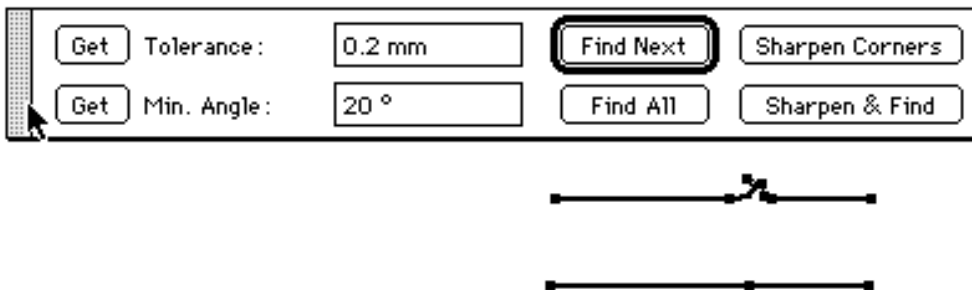 Get Tolerance: 0.2 mm Find Next Sharpen Corners
Get Min. Angle: 20 ° Find All Sharpen & Find